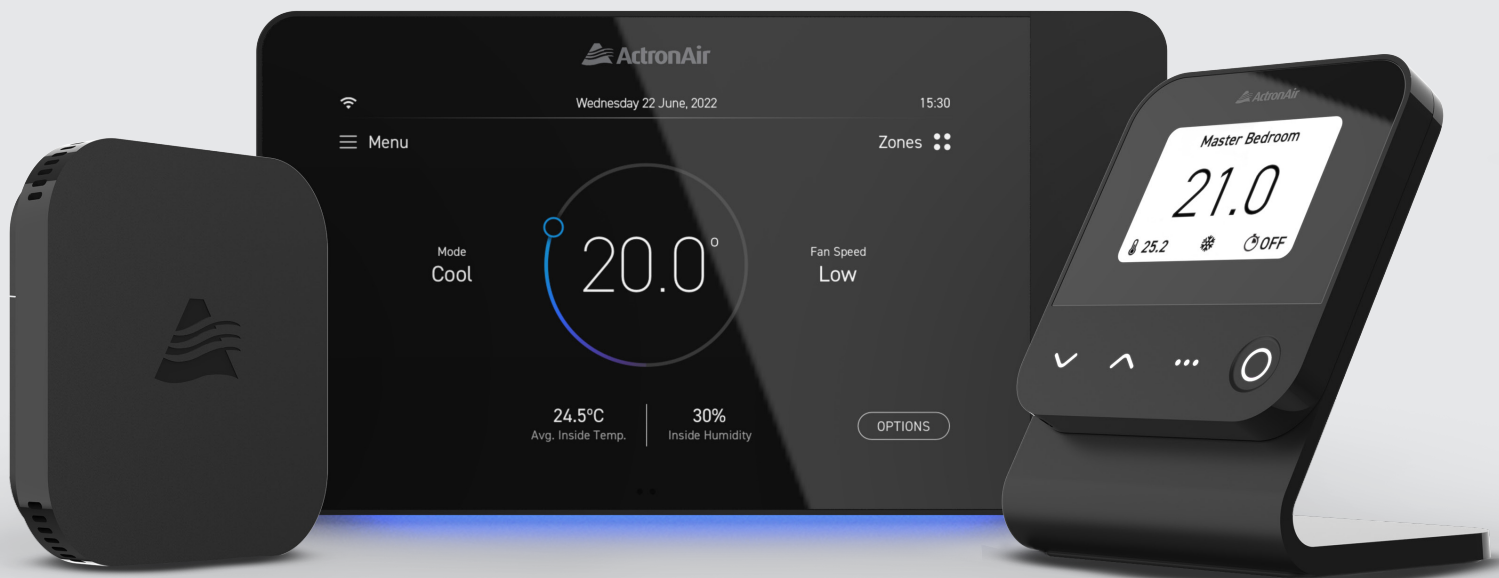 ActronAir
Wednesday 22 June, 2022
15:30
Menu
Zones
Mode
Cool
20.0°
Fan Speed
Low
24.5°C
Avg. Inside Temp.
30%
Inside Humidity
OPTIONS
ActronAir
Master Bedroom
21.0
25.2
OFF